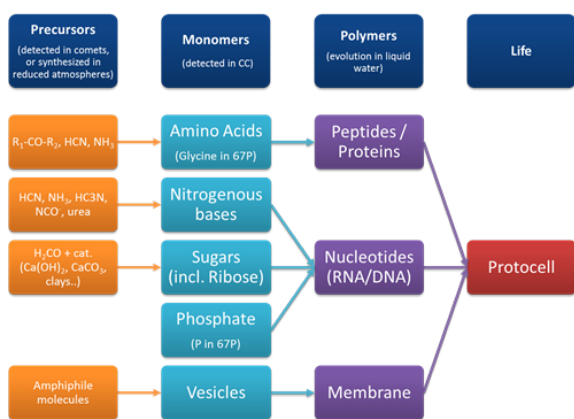 Precursors
(detected in comets,
or synthesized in
reduced atmospheres)
Monomers
(detected in CC)
Polymers
(evolution in liquid
water)
Life
R₁-CO-R₂, HCN, NH₃
Amino Acids
(Glycine in 67P)
Peptides /
Proteins
HCN, NH₃, HC3N,
NCO⁻, urea
Nitrogenous
bases
H₂CO + cat.
(Ca(OH)₂, CaCO₃,
clays..)
Sugars
(incl. Ribose)
Nucleotides
(RNA/DNA)
Protocell
Phosphate
(P in 67P)
Amphiphile
molecules
Vesicles
Membrane